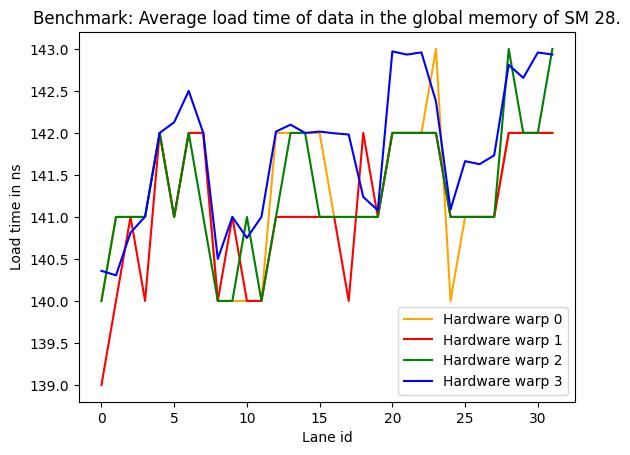 Benchmark: Average load time of data in the global memory of SM 28.
Load time in ns
143.0
142.5
142.0
141.5
141.0
140.5
140.0
139.5
139.0
Hardware warp 0
Hardware warp 1
Hardware warp 2
Hardware warp 3
0 5 10 15 20 25 30
Lane id